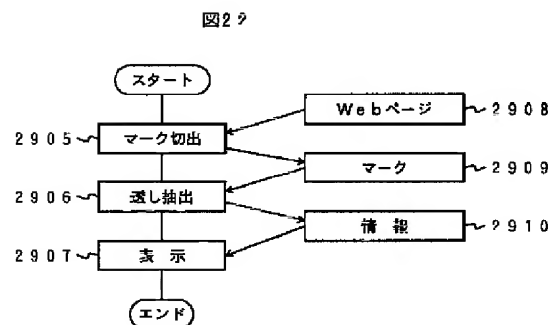 図29
スタート
Webページ 2908
2905 マーク切出
マーク 2909
2906 透し抽出
情報 2910
2907 表示
エンド